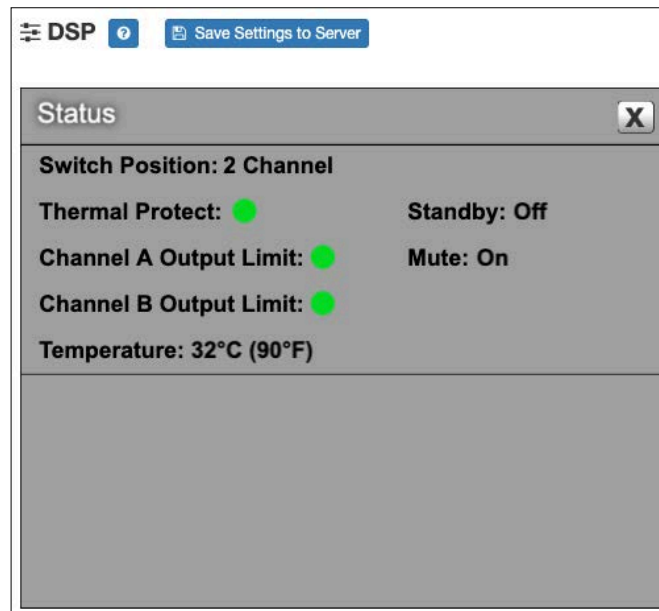 DSP ? Save Settings to Server
Status X
Switch Position: 2 Channel
Thermal Protect: Standby: Off
Channel A Output Limit: Mute: On
Channel B Output Limit:
Temperature: 32°C (90°F)